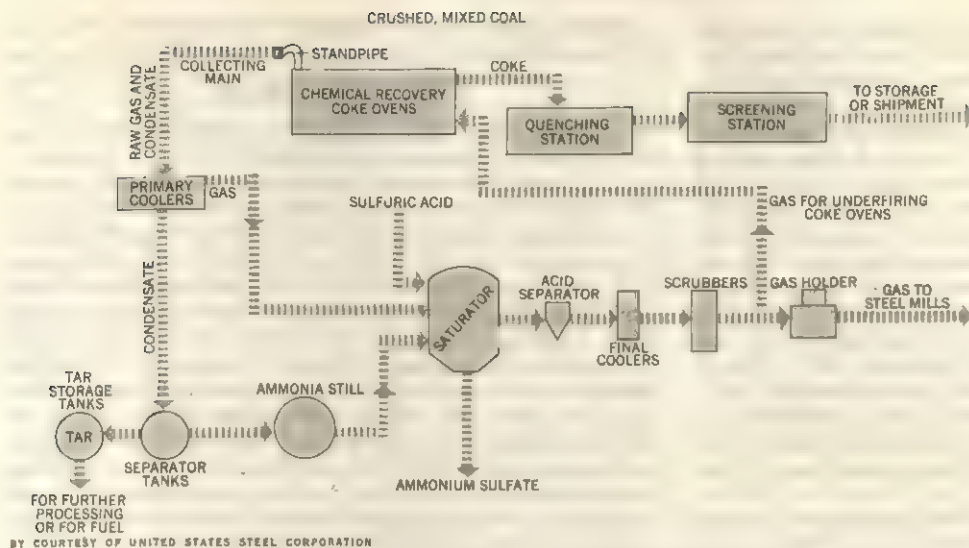 CRUSHED, MIXED COAL
STANDPIPE
COLLECTING
MAIN
RAW GAS AND
CONDENSATE
CHEMICAL RECOVERY
COKE OVENS
COKE
QUENCHING
STATION
SCREENING
STATION
TO STORAGE
OR SHIPMENT
PRIMARY
COOLERS
GAS
SULFURIC ACID
GAS FOR UNDERFIRING
COKE OVENS
CONDENSATE
SATURATOR
ACID
SEPARATOR
FINAL
COOLERS
SCRUBBERS
GAS HOLDER
GAS TO
STEEL MILLS
TAR
STORAGE
TANKS
TAR
SEPARATOR
TANKS
AMMONIA STILL
AMMONIUM SULFATE
FOR FURTHER
PROCESSING
OR FOR FUEL
BY COURTESY OF UNITED STATES STEEL CORPORATION